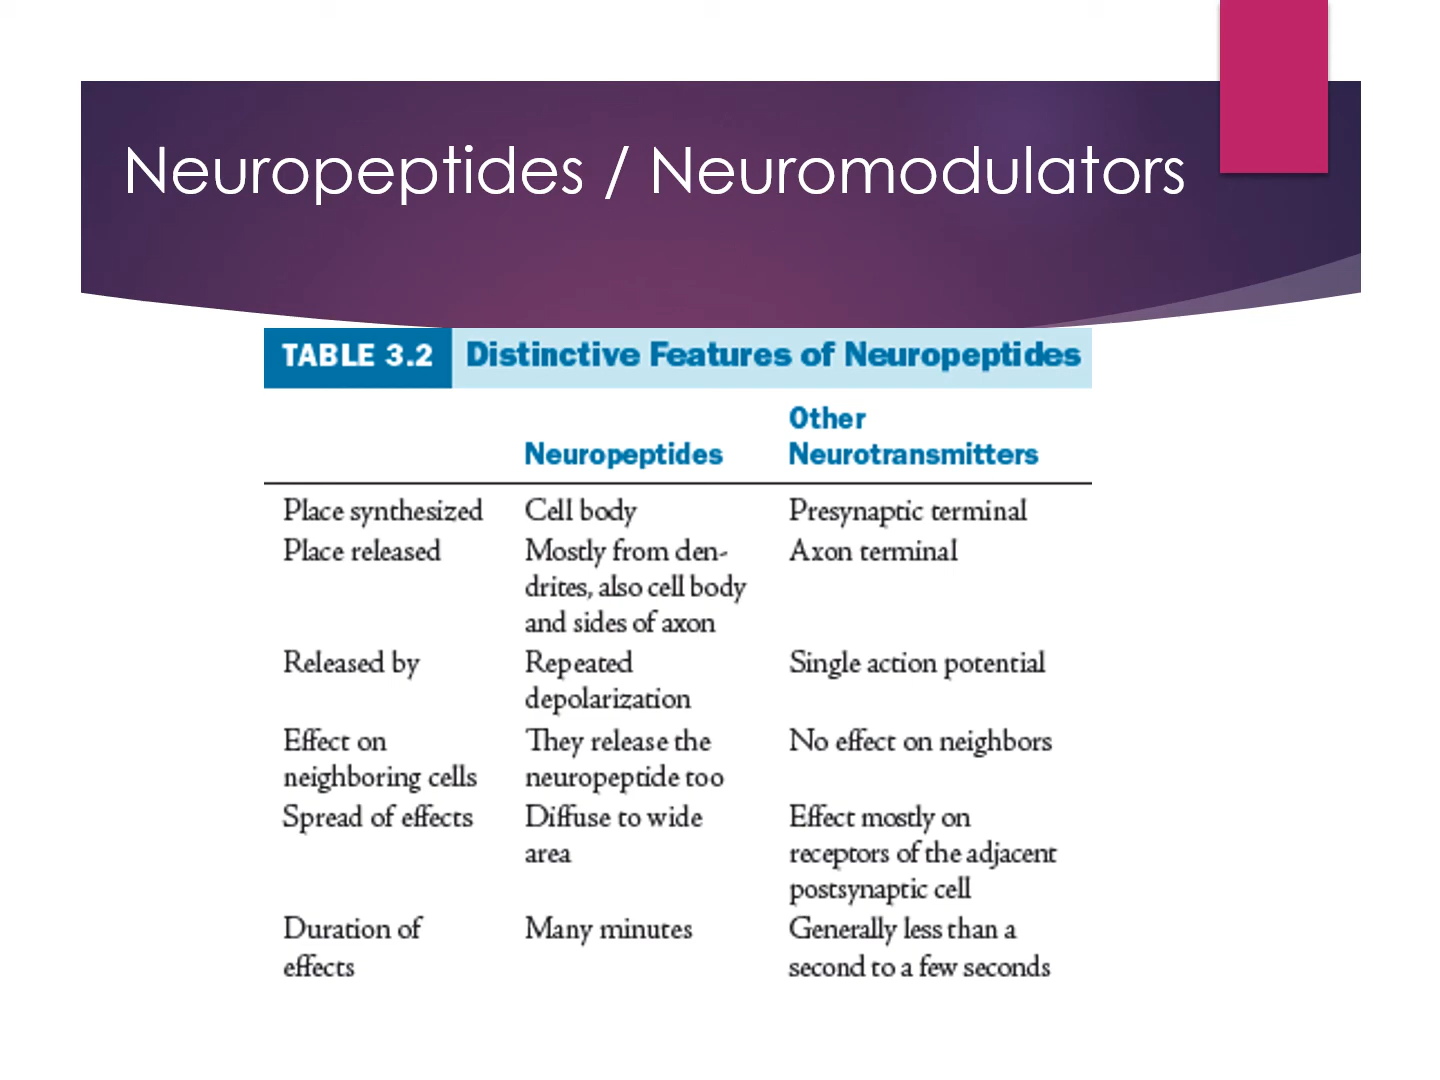 Neuropeptides / Neuromodulators
TABLE 3.2 Distinctive Features of Neuropeptides
Other
Neuropeptides Neurotransmitters
Place synthesized Cell body Presynaptic terminal
Place released Mostly from den- Axon terminal
drites, also cell body
and sides of axon
Released by Repeated Single action potential
depolarization
Effect on They release the No effect on neighbors
neighboring cells neuropeptide too
Spread of effects Diffuse to wide Effect mostly on
area receptors of the adjacent
postsynaptic cell
Duration of Many minutes Generally less than a
effects second to a few seconds